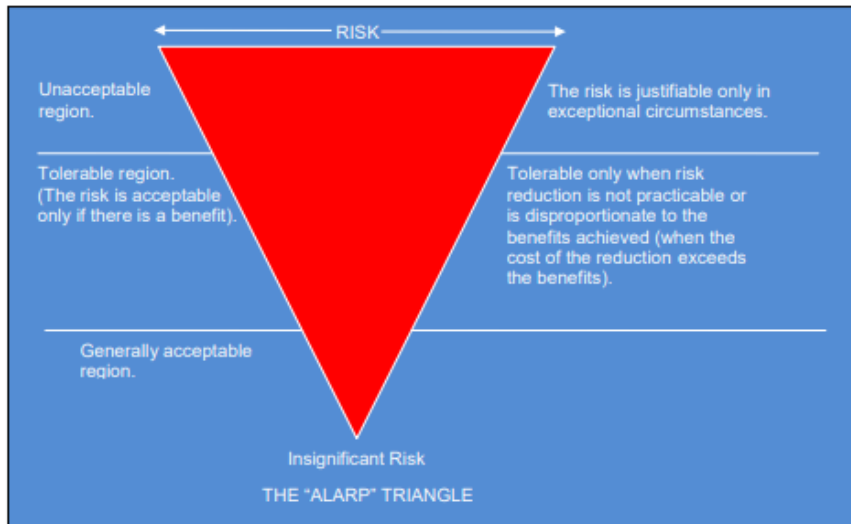 RISK
Unacceptable
region.
The risk is justifiable only in
exceptional circumstances.
Tolerable region.
(The risk is acceptable
only if there is a benefit).
Tolerable only when risk
reduction is not practicable or
is disproportionate to the
benefits achieved (when the
cost of the reduction exceeds
the benefits).
Generally acceptable
region.
Insignificant Risk
THE “ALARP” TRIANGLE